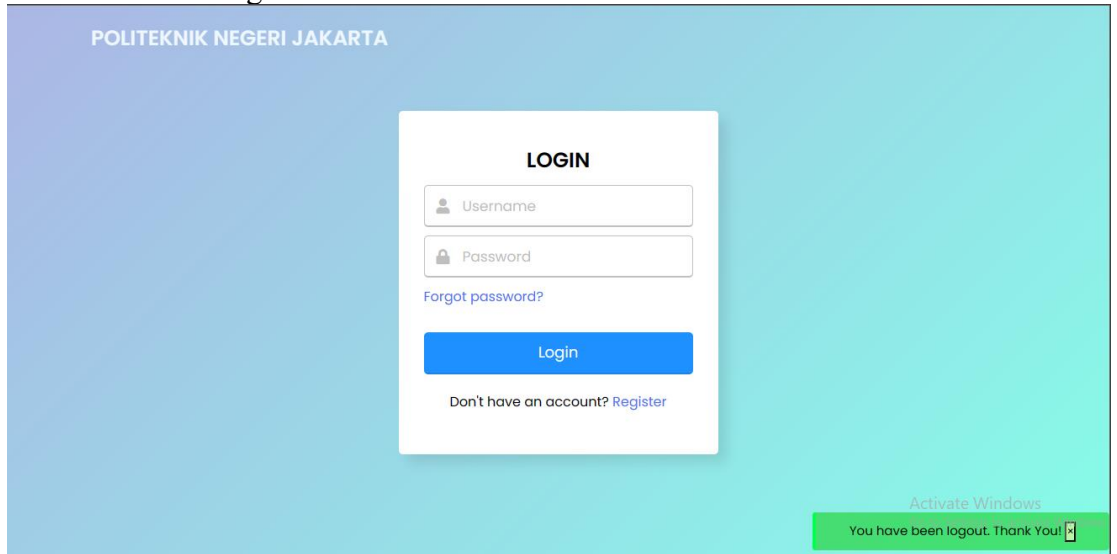 POLITEKNIK NEGERI JAKARTA
LOGIN
Username
Password
Forgot password?
Login
Don't have an account? Register
Activate Windows
You have been logout. Thank You! ×